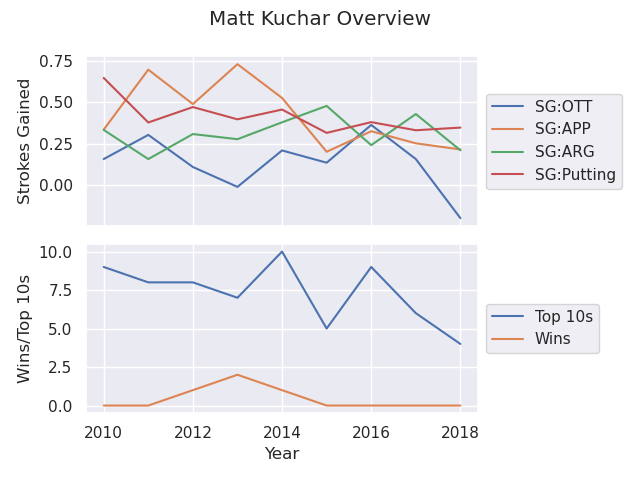 Matt Kuchar Overview
0.75
0.50
0.25
0.00
Strokes Gained
SG:OTT
SG:APP
SG:ARG
SG:Putting
10.0
7.5
5.0
2.5
0.0
Wins/Top 10s
Top 10s
Wins
2010 2012 2014 2016 2018
Year